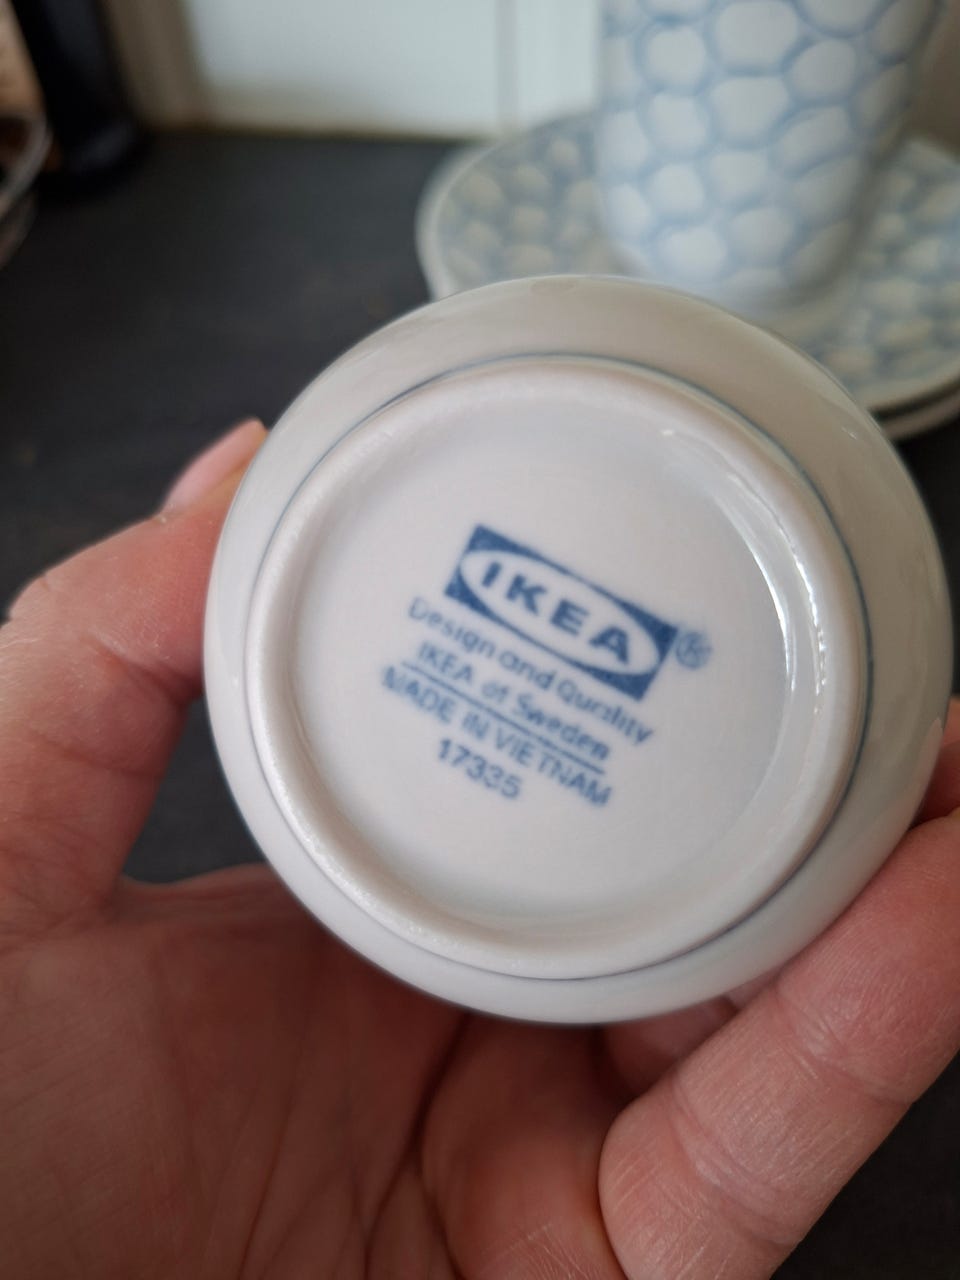 IKEA®
Design and Quality
IKEA of Sweden
MADE IN VIETNAM
17335